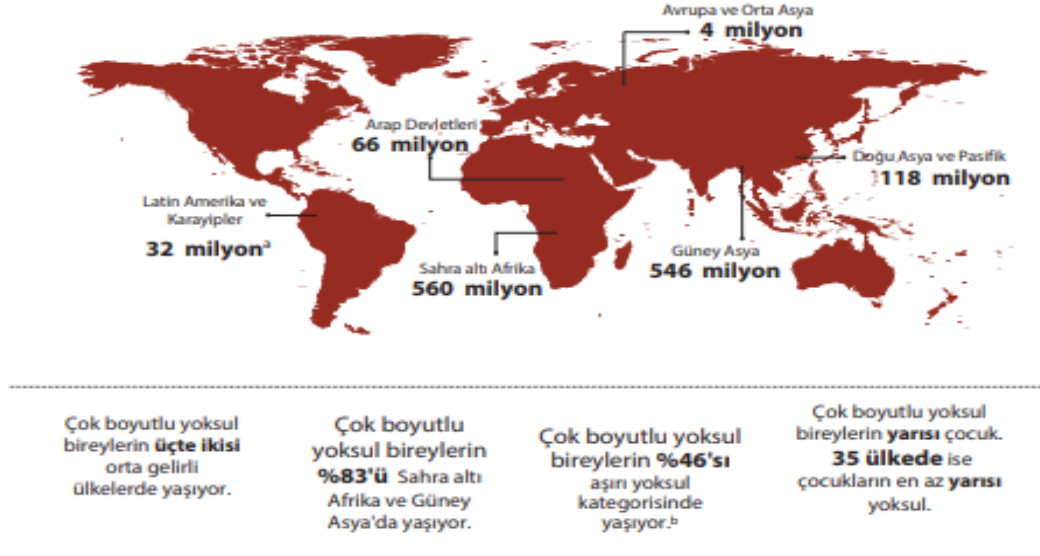 Avrupa ve Orta Asya
4 milyon
Arap Devletleri
66 milyon
Doğu Asya ve Pasifik
118 milyon
Latin Amerika ve
Karayipler
32 milyonᵃ
Güney Asya
546 milyon
Sahra altı Afrika
560 milyon
Çok boyutlu yoksul
bireylerin üçte ikisi
orta gelirli
ülkelerde yaşıyor.
Çok boyutlu
yoksul bireylerin
%83'ü Sahra altı
Afrika ve Güney
Asya'da yaşıyor.
Çok boyutlu yoksul
bireylerin %46'sı
aşırı yoksul
kategorisinde
yaşıyor.ᵇ
Çok boyutlu yoksul
bireylerin yarısı çocuk.
35 ülkede ise
çocukların en az yarısı
yoksul.